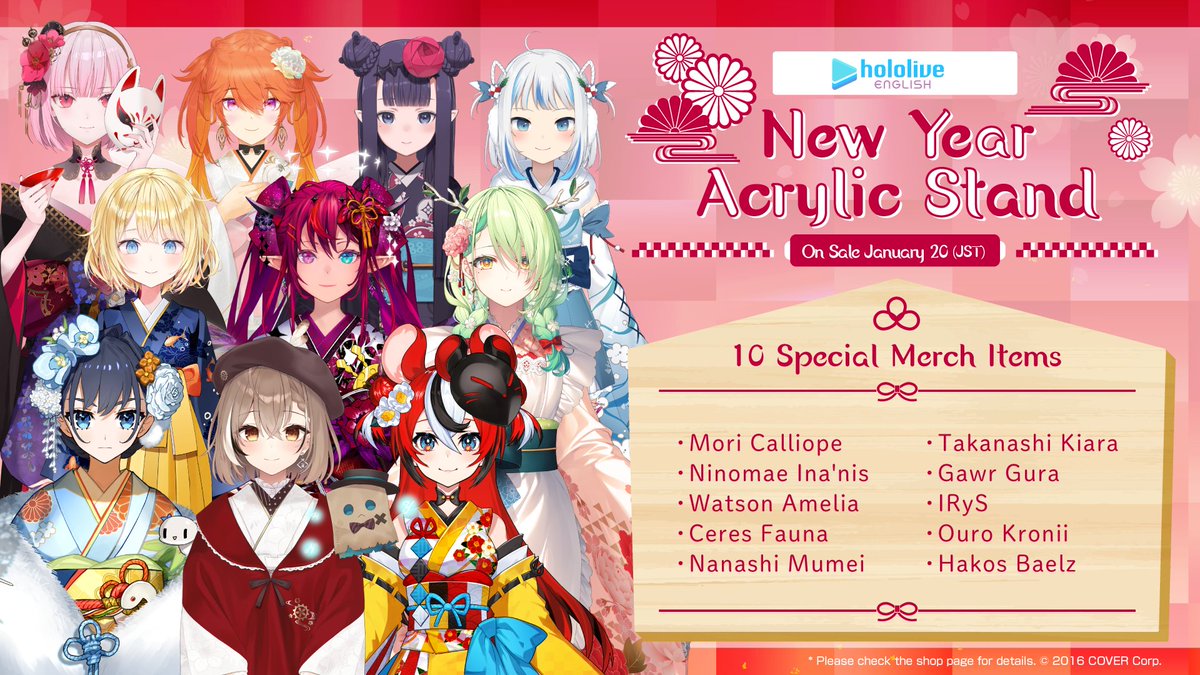 hololive
ENGLISH
New Year
Acrylic Stand
On Sale January 20 (JST)
10 Special Merch Items
・Mori Calliope
・Takanashi Kiara
・Ninomae Ina'nis
・Gawr Gura
・Watson Amelia
・IRyS
・Ceres Fauna
・Ouro Kronii
・Nanashi Mumei
・Hakos Baelz
* Please check the shop page for details. © 2016 COVER Corp.